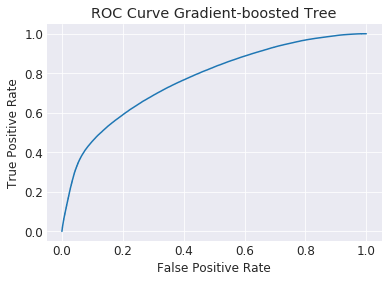 ROC Curve Gradient-boosted Tree
1.0
0.8
0.6
0.4
0.2
0.0
True Positive Rate
0.0 0.2 0.4 0.6 0.8 1.0
False Positive Rate